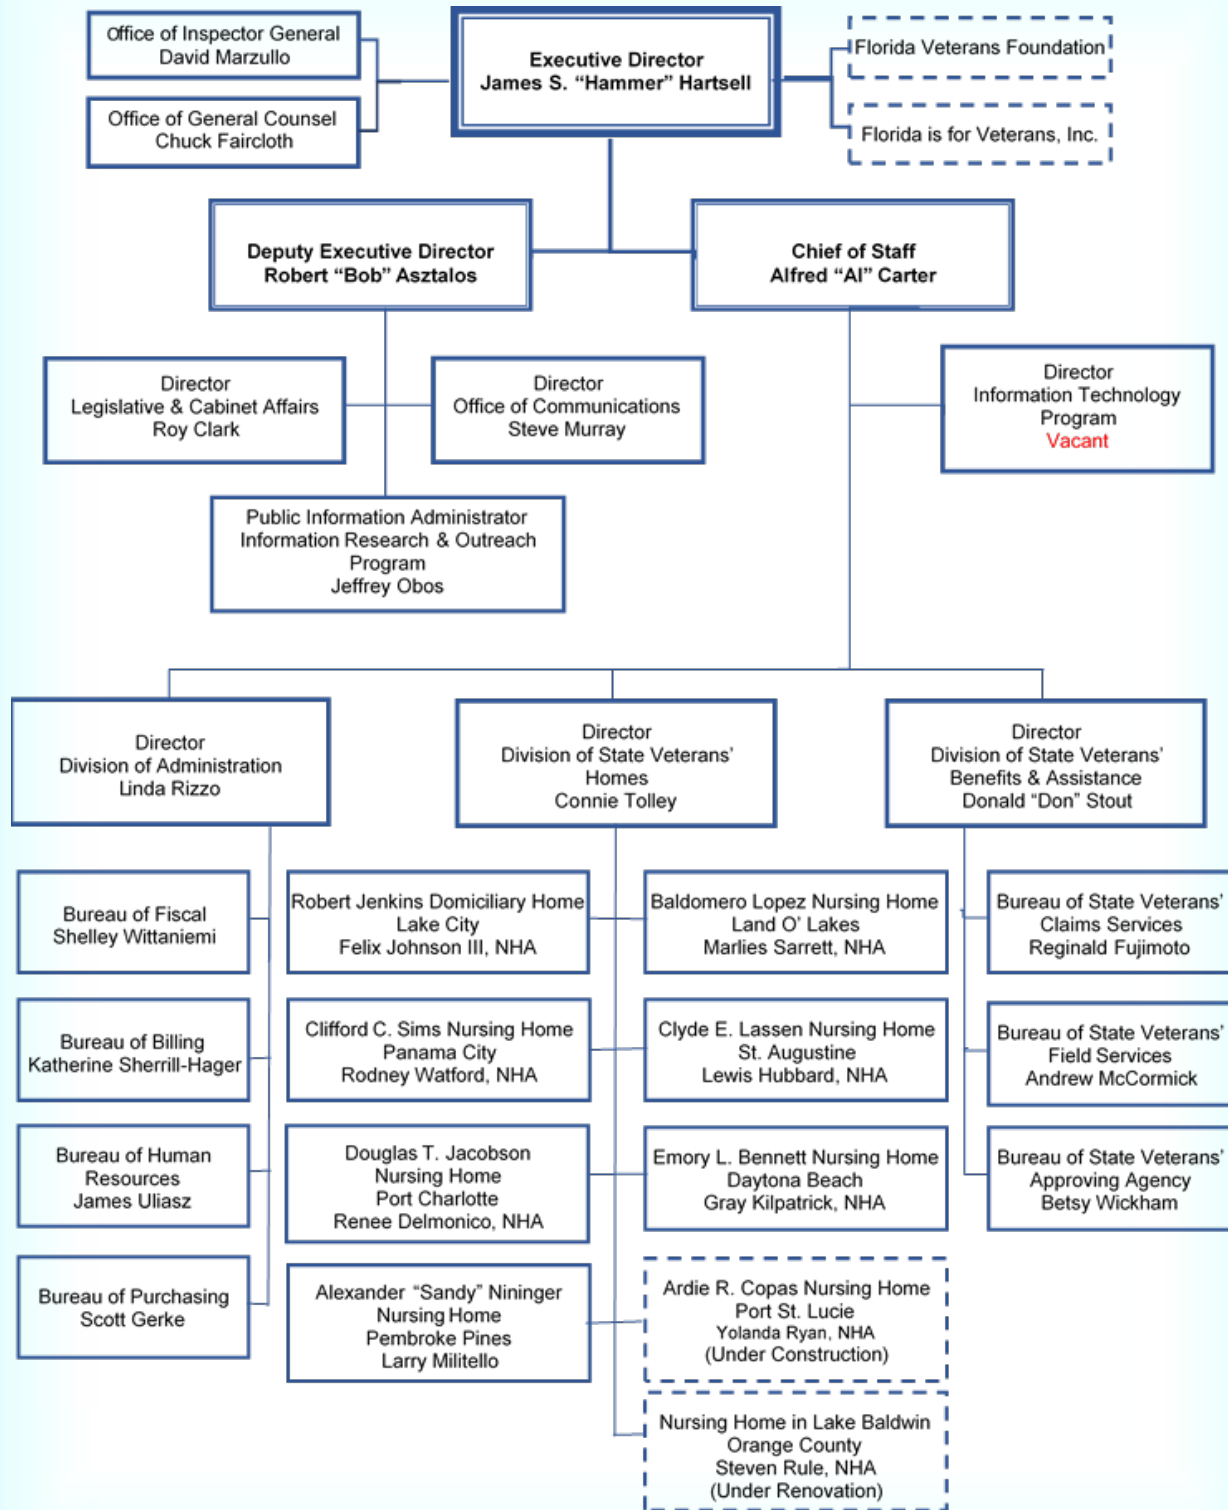 Office of Inspector General
David Marzullo
Executive Director
James S. “Hammer” Hartsell
Florida Veterans Foundation
Office of General Counsel
Chuck Faircloth
Florida is for Veterans, Inc.
Deputy Executive Director
Robert “Bob” Asztalos
Chief of Staff
Alfred “Al” Carter
Director
Legislative & Cabinet Affairs
Roy Clark
Director
Office of Communications
Steve Murray
Director
Information Technology
Program
Vacant
Public Information Administrator
Information Research & Outreach
Program
Jeffrey Obos
Director
Division of Administration
Linda Rizzo
Director
Division of State Veterans’
Homes
Connie Tolley
Director
Division of State Veterans’
Benefits & Assistance
Donald “Don” Stout
Bureau of Fiscal
Shelley Wittaniemi
Robert Jenkins Domiciliary Home
Lake City
Felix Johnson III, NHA
Baldomero Lopez Nursing Home
Land O’ Lakes
Marlies Sarrett, NHA
Bureau of State Veterans’
Claims Services
Reginald Fujimoto
Bureau of Billing
Katherine Sherrill-Hager
Clifford C. Sims Nursing Home
Panama City
Rodney Watford, NHA
Clyde E. Lassen Nursing Home
St. Augustine
Lewis Hubbard, NHA
Bureau of State Veterans’
Field Services
Andrew McCormick
Bureau of Human
Resources
James Uliasz
Douglas T. Jacobson
Nursing Home
Port Charlotte
Renee Delmonico, NHA
Emory L. Bennett Nursing Home
Daytona Beach
Gray Kilpatrick, NHA
Bureau of State Veterans’
Approving Agency
Betsy Wickham
Bureau of Purchasing
Scott Gerke
Alexander “Sandy” Nininger
Nursing Home
Pembroke Pines
Larry Militello
Ardie R. Copas Nursing Home
Port St. Lucie
Yolanda Ryan, NHA
(Under Construction)
Nursing Home in Lake Baldwin
Orange County
Steven Rule, NHA
(Under Renovation)